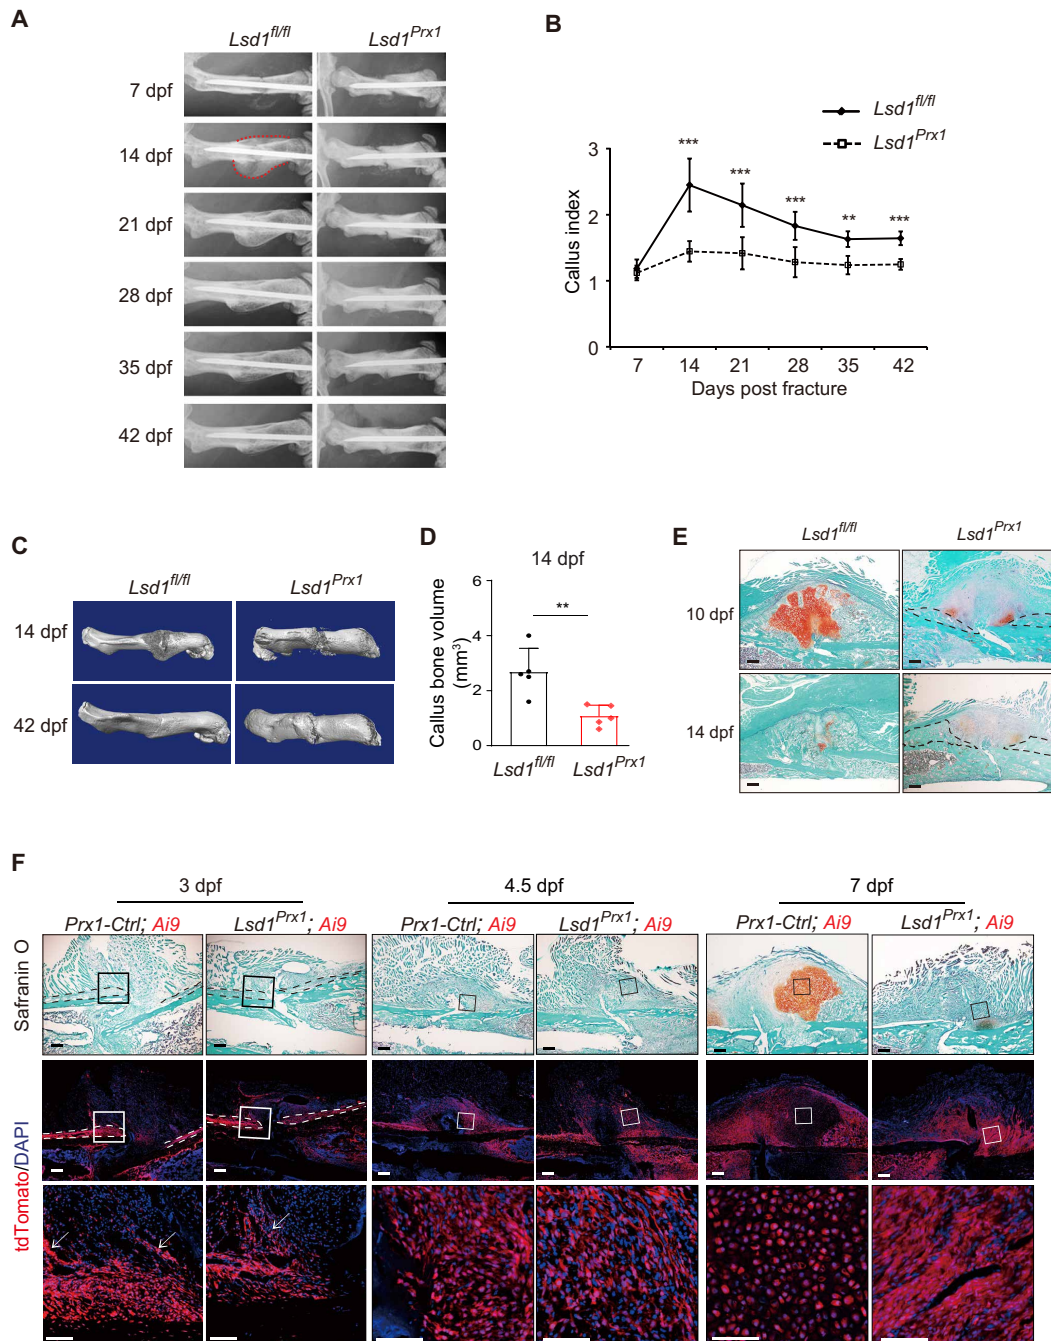 A
Lsd1fl/fl
Lsd1Prx1
7 dpf
14 dpf
21 dpf
28 dpf
35 dpf
42 dpf
B
Lsd1fl/fl
Lsd1Prx1
Callus index
3
2
1
0
***
***
***
**
***
7 14 21 28 35 42
Days post fracture
C
Lsd1fl/fl
Lsd1Prx1
14 dpf
42 dpf
D
14 dpf
Callus bone volume
(mm3)
6
4
2
0
**
Lsd1fl/fl
Lsd1Prx1
E
Lsd1fl/fl
Lsd1Prx1
10 dpf
14 dpf
F
3 dpf
4.5 dpf
7 dpf
Prx1-Ctrl; Ai9
Lsd1Prx1; Ai9
Prx1-Ctrl; Ai9
Lsd1Prx1; Ai9
Prx1-Ctrl; Ai9
Lsd1Prx1; Ai9
Safranin O
tdTomato/DAPI